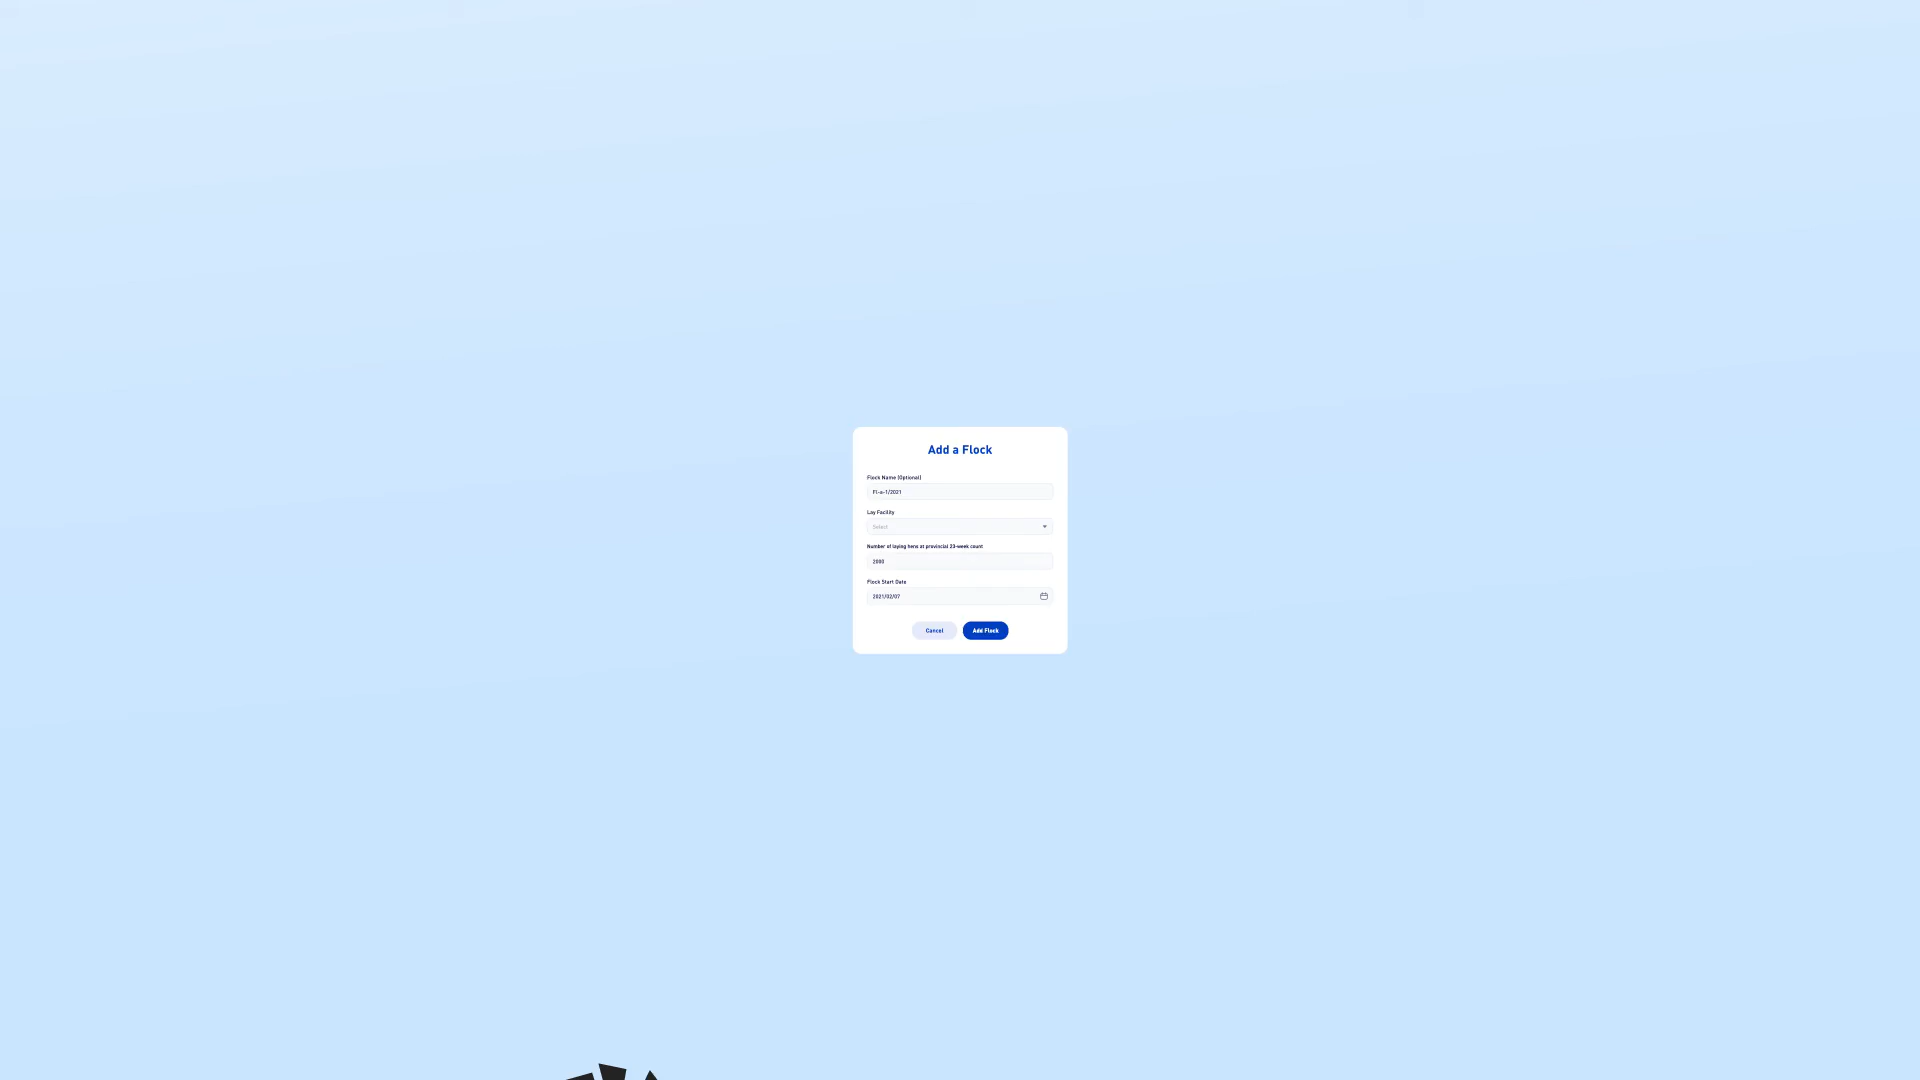 Add a Flock
Flock Name (Optional)
Fl-a-1/2021
Lay Facility
Select
Number of laying hens at provincial 23-week count
2000
Flock Start Date
2021/02/07
Cancel
Add Flock